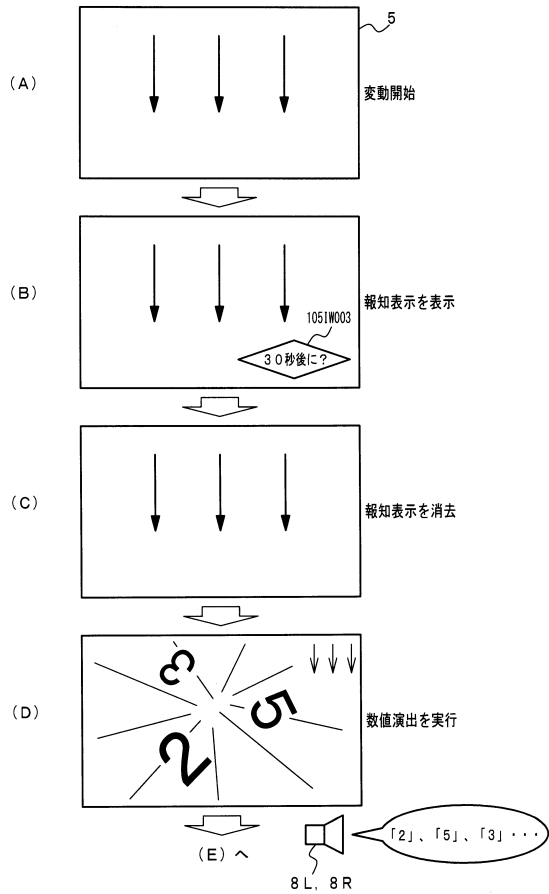 5
(A)
変動開始
(B)
報知表示を表示
105IW003
30秒後に?
(C)
報知表示を消去
(D)
3
5
2
数値演出を実行
(E)へ
「2」、「5」、「3」・・・
8L, 8R